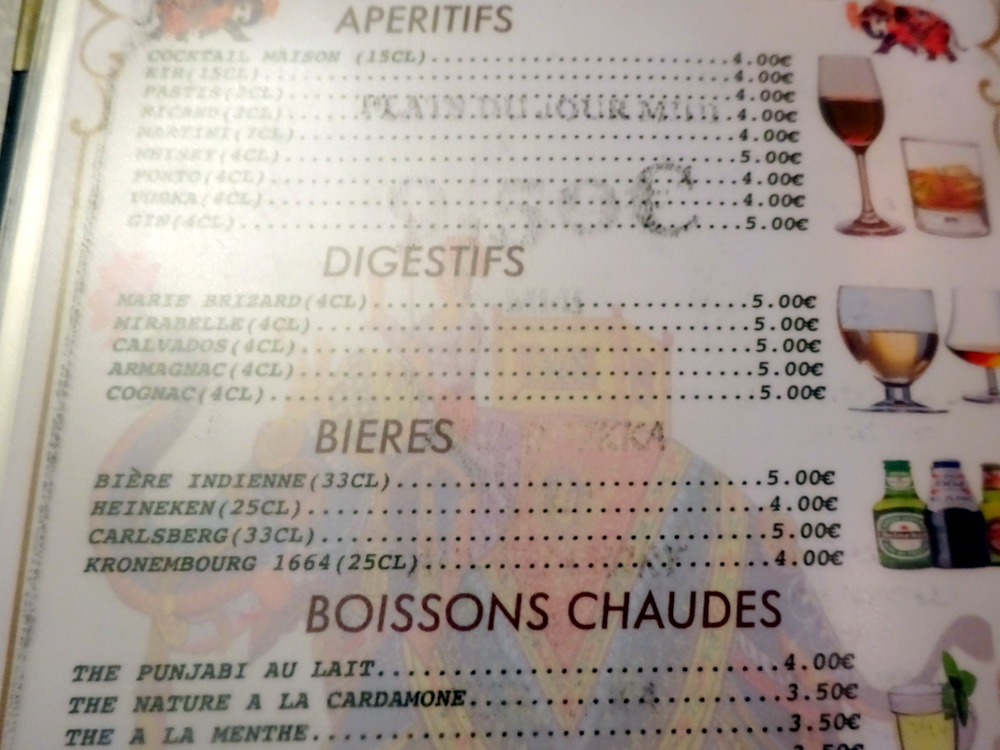 APERITIFS
COCKTAIL MAISON (15CL)..............................4.00€
KIR(15CL)..............................4.00€
PASTIS(2CL)..............................4.00€
RICARD(2CL)..............................4.00€
MARTINI(7CL)..............................4.00€
WHISKY(4CL)..............................5.00€
PORTO(4CL)..............................4.00€
VODKA(4CL)..............................4.00€
GIN(4CL)..............................5.00€
DIGESTIFS
MARIE BRIZARD(4CL)..............................5.00€
MIRABELLE(4CL)..............................5.00€
CALVADOS(4CL)..............................5.00€
ARMAGNAC(4CL)..............................5.00€
COGNAC(4CL)..............................5.00€
BIERES
BIÈRE INDIENNE(33CL)..............................5.00€
HEINEKEN(25CL)..............................4.00€
CARLSBERG(33CL)..............................5.00€
KRONEMBOURG 1664(25CL)..............................4.00€
BOISSONS CHAUDES
THE PUNJABI AU LAIT..............................4.00€
THE NATURE A LA CARDAMONE....................3.50€
THE A LA MENTHE..............................3.50€